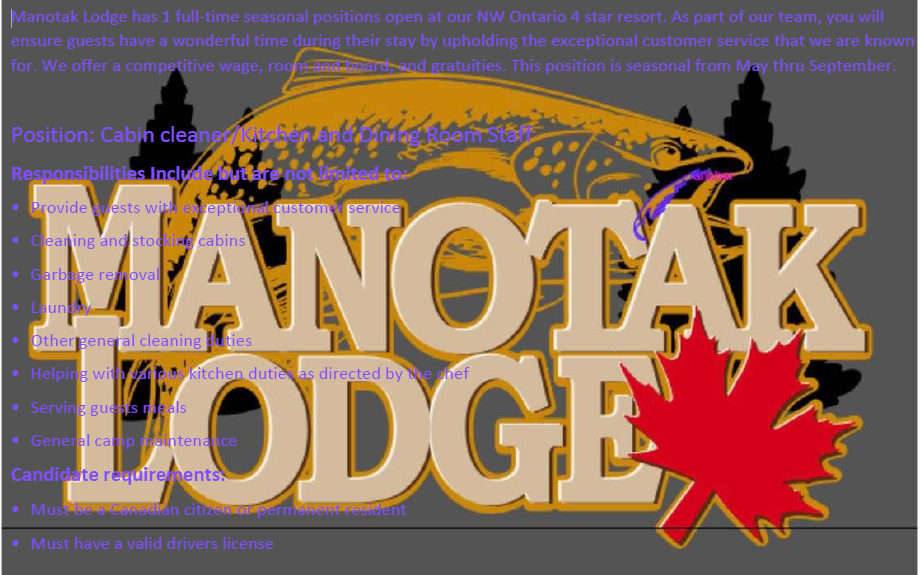 Manotak Lodge has 1 full-time seasonal positions open at our NW Ontario 4 star resort. As part of our team, you will
ensure guests have a wonderful time during their stay by upholding the exceptional customer service that we are known
for. We offer a competitive wage, room and board, and gratuities. This position is seasonal from May thru September.
Position: Cabin cleaner/Kitchen and Dining Room Staff
Responsibilities Include but are not limited to:
• Provide guests with exceptional customer service
• Cleaning and stocking cabins
• Garbage removal
• Laundry
• Other general cleaning duties
• Helping with various kitchen duties as directed by the chef
• Serving guests meals
• General camp maintenance
Candidate requirements:
• Must be a Canadian citizen or permanent resident
• Must have a valid drivers license
MANOTAK
LODGE